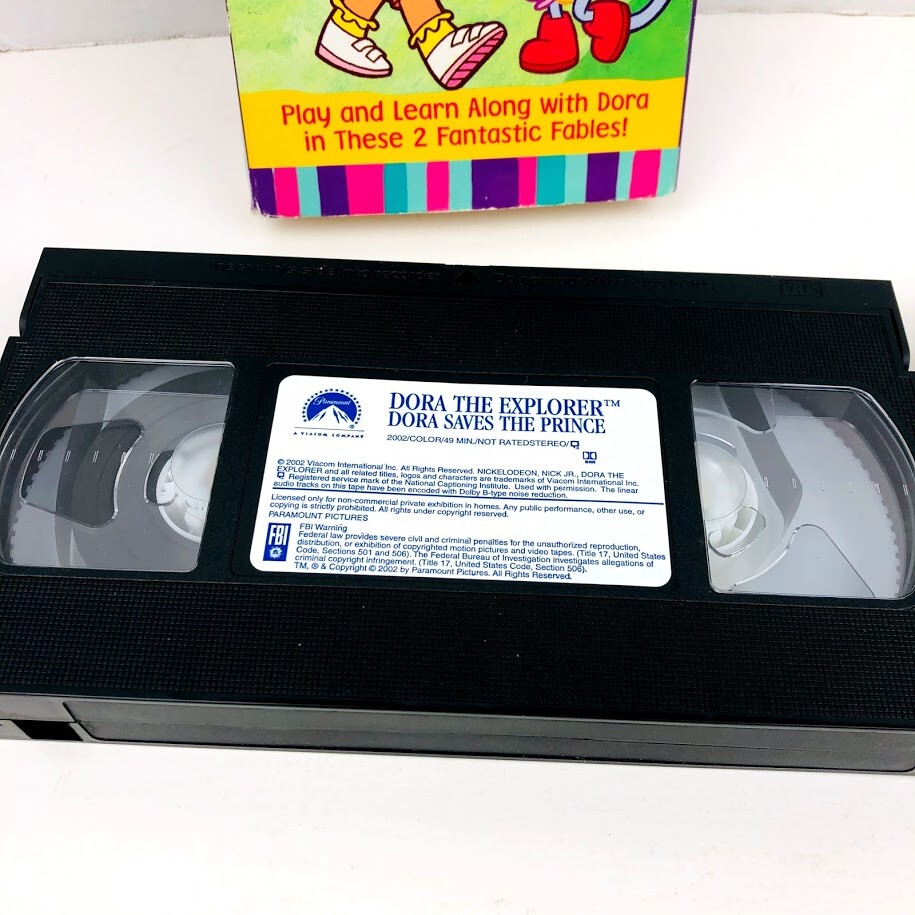 Play and Learn Along with Dora
in These 2 Fantastic Fables!
Insert this side into recorder
VHS
Paramount
A VIACOM COMPANY
DORA THE EXPLORER™
DORA SAVES THE PRINCE
2002/COLOR/49 MIN./NOT RATEDSTEREO/
© 2002 Viacom International Inc. All Rights Reserved. NICKELODEON, NICK JR., DORA THE
EXPLORER and all related titles, logos and characters are trademarks of Viacom International Inc.
Registered service mark of the National Captioning Institute. Used with permission. The linear
audio tracks on this tape have been encoded with Dolby B-type noise reduction.
Licensed only for non-commercial private exhibition in homes. Any public performance, other use, or
copying is strictly prohibited. All rights under copyright reserved.
PARAMOUNT PICTURES
FBI
FBI Warning
Federal law provides severe civil and criminal penalties for the unauthorized reproduction,
distribution, or exhibition of copyrighted motion pictures and video tapes. (Title 17, United States
Code, Sections 501 and 506). The Federal Bureau of Investigation investigates allegations of
criminal copyright infringement. (Title 17, United States Code, Section 506).
TM, ® & Copyright © 2002 by Paramount Pictures. All Rights Reserved.